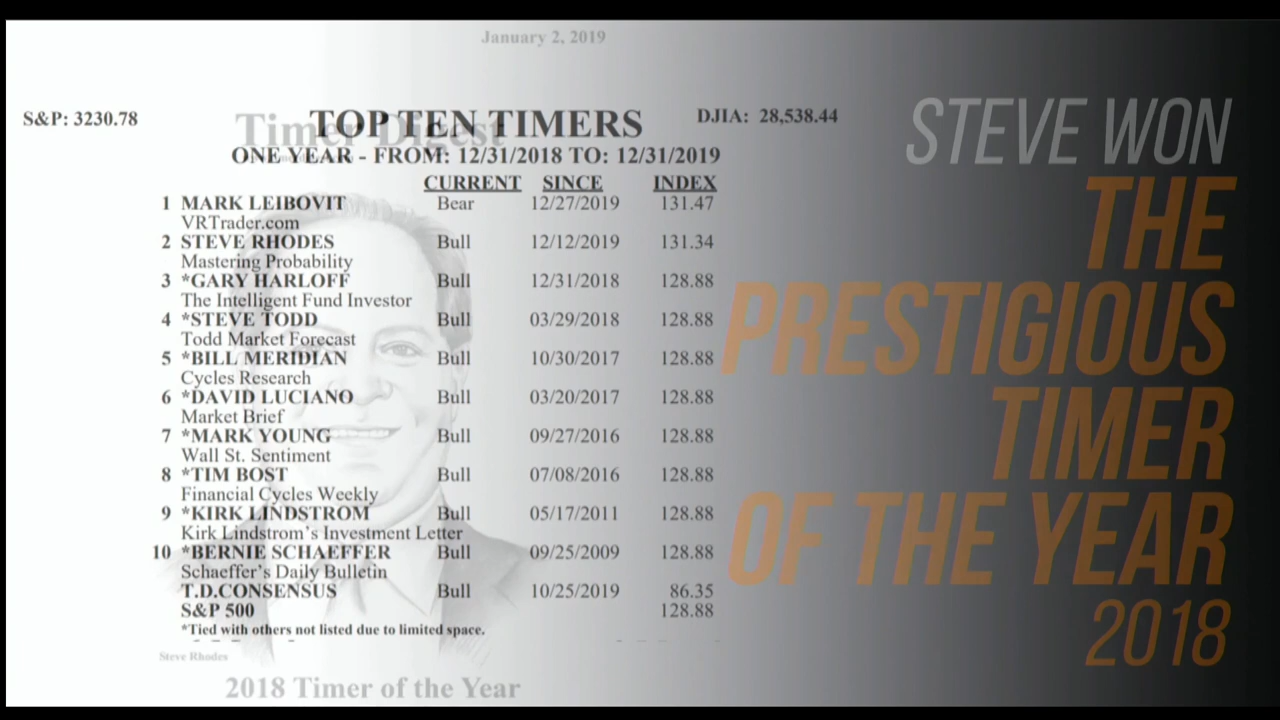 January 2, 2019
S&P: 3230.78
Timer Digest
TOP TEN TIMERS
DJIA: 28,538.44
ONE YEAR - FROM: 12/31/2018 TO: 12/31/2019
CURRENT SINCE INDEX
1 MARK LEIBOVIT Bear 12/27/2019 131.47
VRTrader.com
2 STEVE RHODES Bull 12/12/2019 131.34
Mastering Probability
3 *GARY HARLOFF Bull 12/31/2018 128.88
The Intelligent Fund Investor
4 *STEVE TODD Bull 03/29/2018 128.88
Todd Market Forecast
5 *BILL MERIDIAN Bull 10/30/2017 128.88
Cycles Research
6 *DAVID LUCIANO Bull 03/20/2017 128.88
Market Brief
7 *MARK YOUNG Bull 09/27/2016 128.88
Wall St. Sentiment
8 *TIM BOST Bull 07/08/2016 128.88
Financial Cycles Weekly
9 *KIRK LINDSTROM Bull 05/17/2011 128.88
Kirk Lindstrom's Investment Letter
10 *BERNIE SCHAEFFER Bull 09/25/2009 128.88
Schaeffer's Daily Bulletin
T.D.CONSENSUS Bull 10/25/2019 86.35
S&P 500 128.88
*Tied with others not listed due to limited space.
Steve Rhodes
2018 Timer of the Year
STEVE WON
THE
PRESTIGIOUS
TIMER
OF THE YEAR
2018